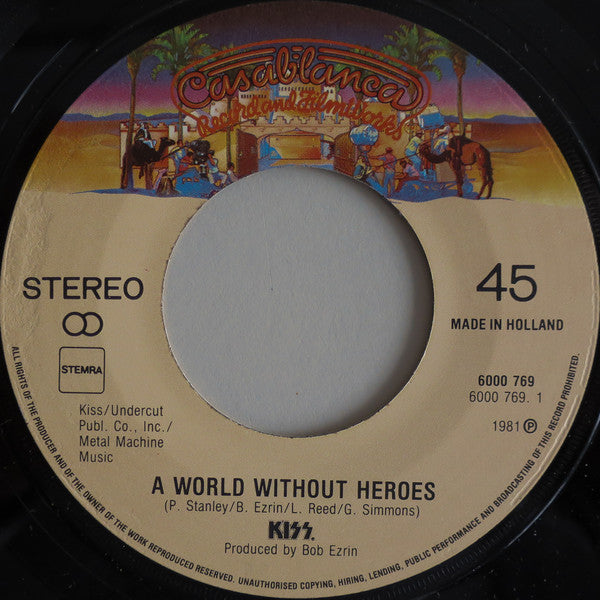 Casablanca
Record and FilmWorks
STEREO
45
MADE IN HOLLAND
STEMRA
6000 769
6000 769. 1
1981 ℗
Kiss/Undercut
Publ. Co., Inc./
Metal Machine
Music
A WORLD WITHOUT HEROES
(P. Stanley/B. Ezrin/L. Reed/G. Simmons)
KISS
Produced by Bob Ezrin
ALL RIGHTS OF THE PRODUCER AND OF THE OWNER OF THE WORK REPRODUCED RESERVED. UNAUTHORISED COPYING, HIRING, LENDING, PUBLIC PERFORMANCE AND BROADCASTING OF THIS RECORD PROHIBITED.